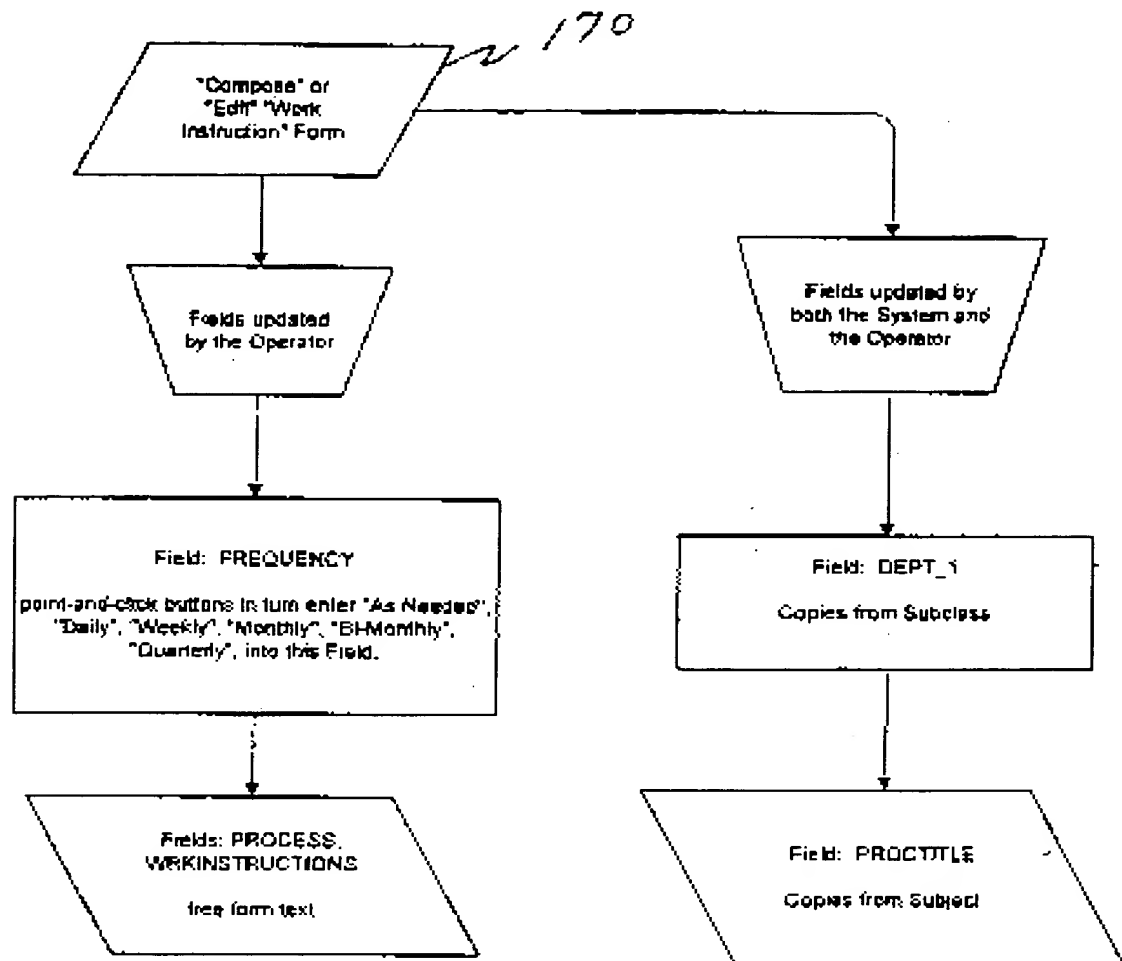 170
"Compose" or
"Edit" "Work
Instruction" Form
Fields updated
by the Operator
Fields updated by
both the System and
the Operator
Field: FREQUENCY
point-and-click buttons in turn enter "As Needed",
"Daily", "Weekly", "Monthly", "Bi-Monthly",
"Quarterly", into this Field.
Field: DEPT_1
Copies from Subclass
Fields: PROCESS,
WRKINSTRUCTIONS
free form text
Field: PROCTITLE
Copies from Subject